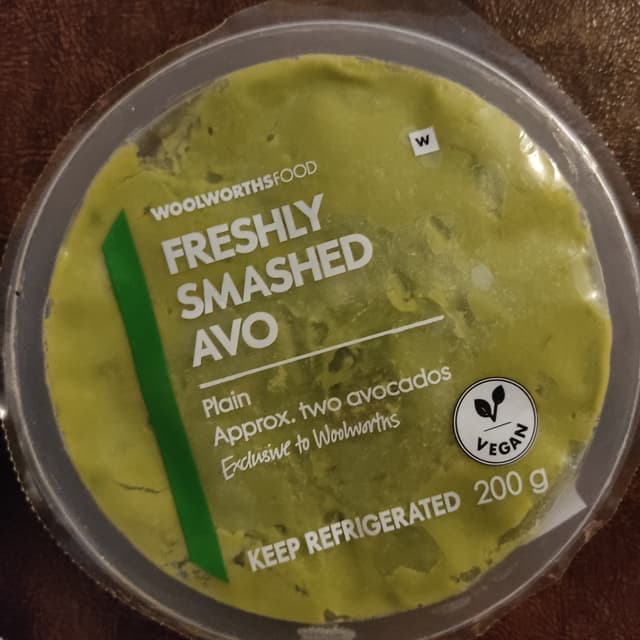 W
WOOLWORTHSFOOD
FRESHLY
SMASHED
AVO
Plain
Approx. two avocados
Exclusive to Woolworths
VEGAN
KEEP REFRIGERATED 200 g